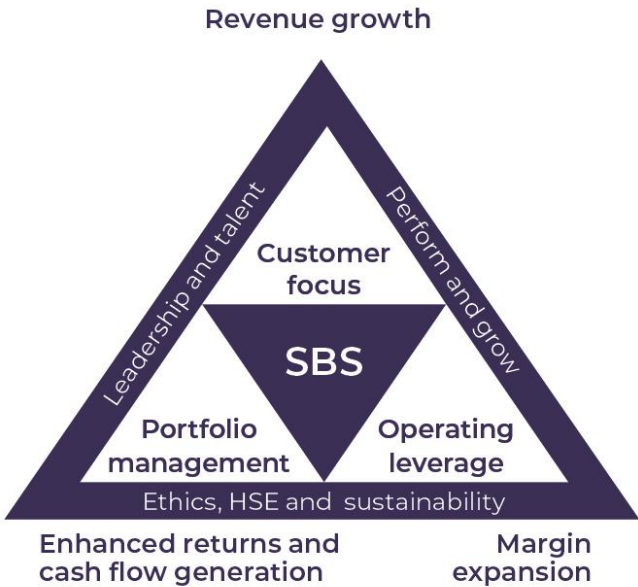 Revenue growth
Leadership and talent
Perform and grow
Customer
focus
SBS
Portfolio
management
Operating
leverage
Ethics, HSE and sustainability
Enhanced returns and
cash flow generation
Margin
expansion